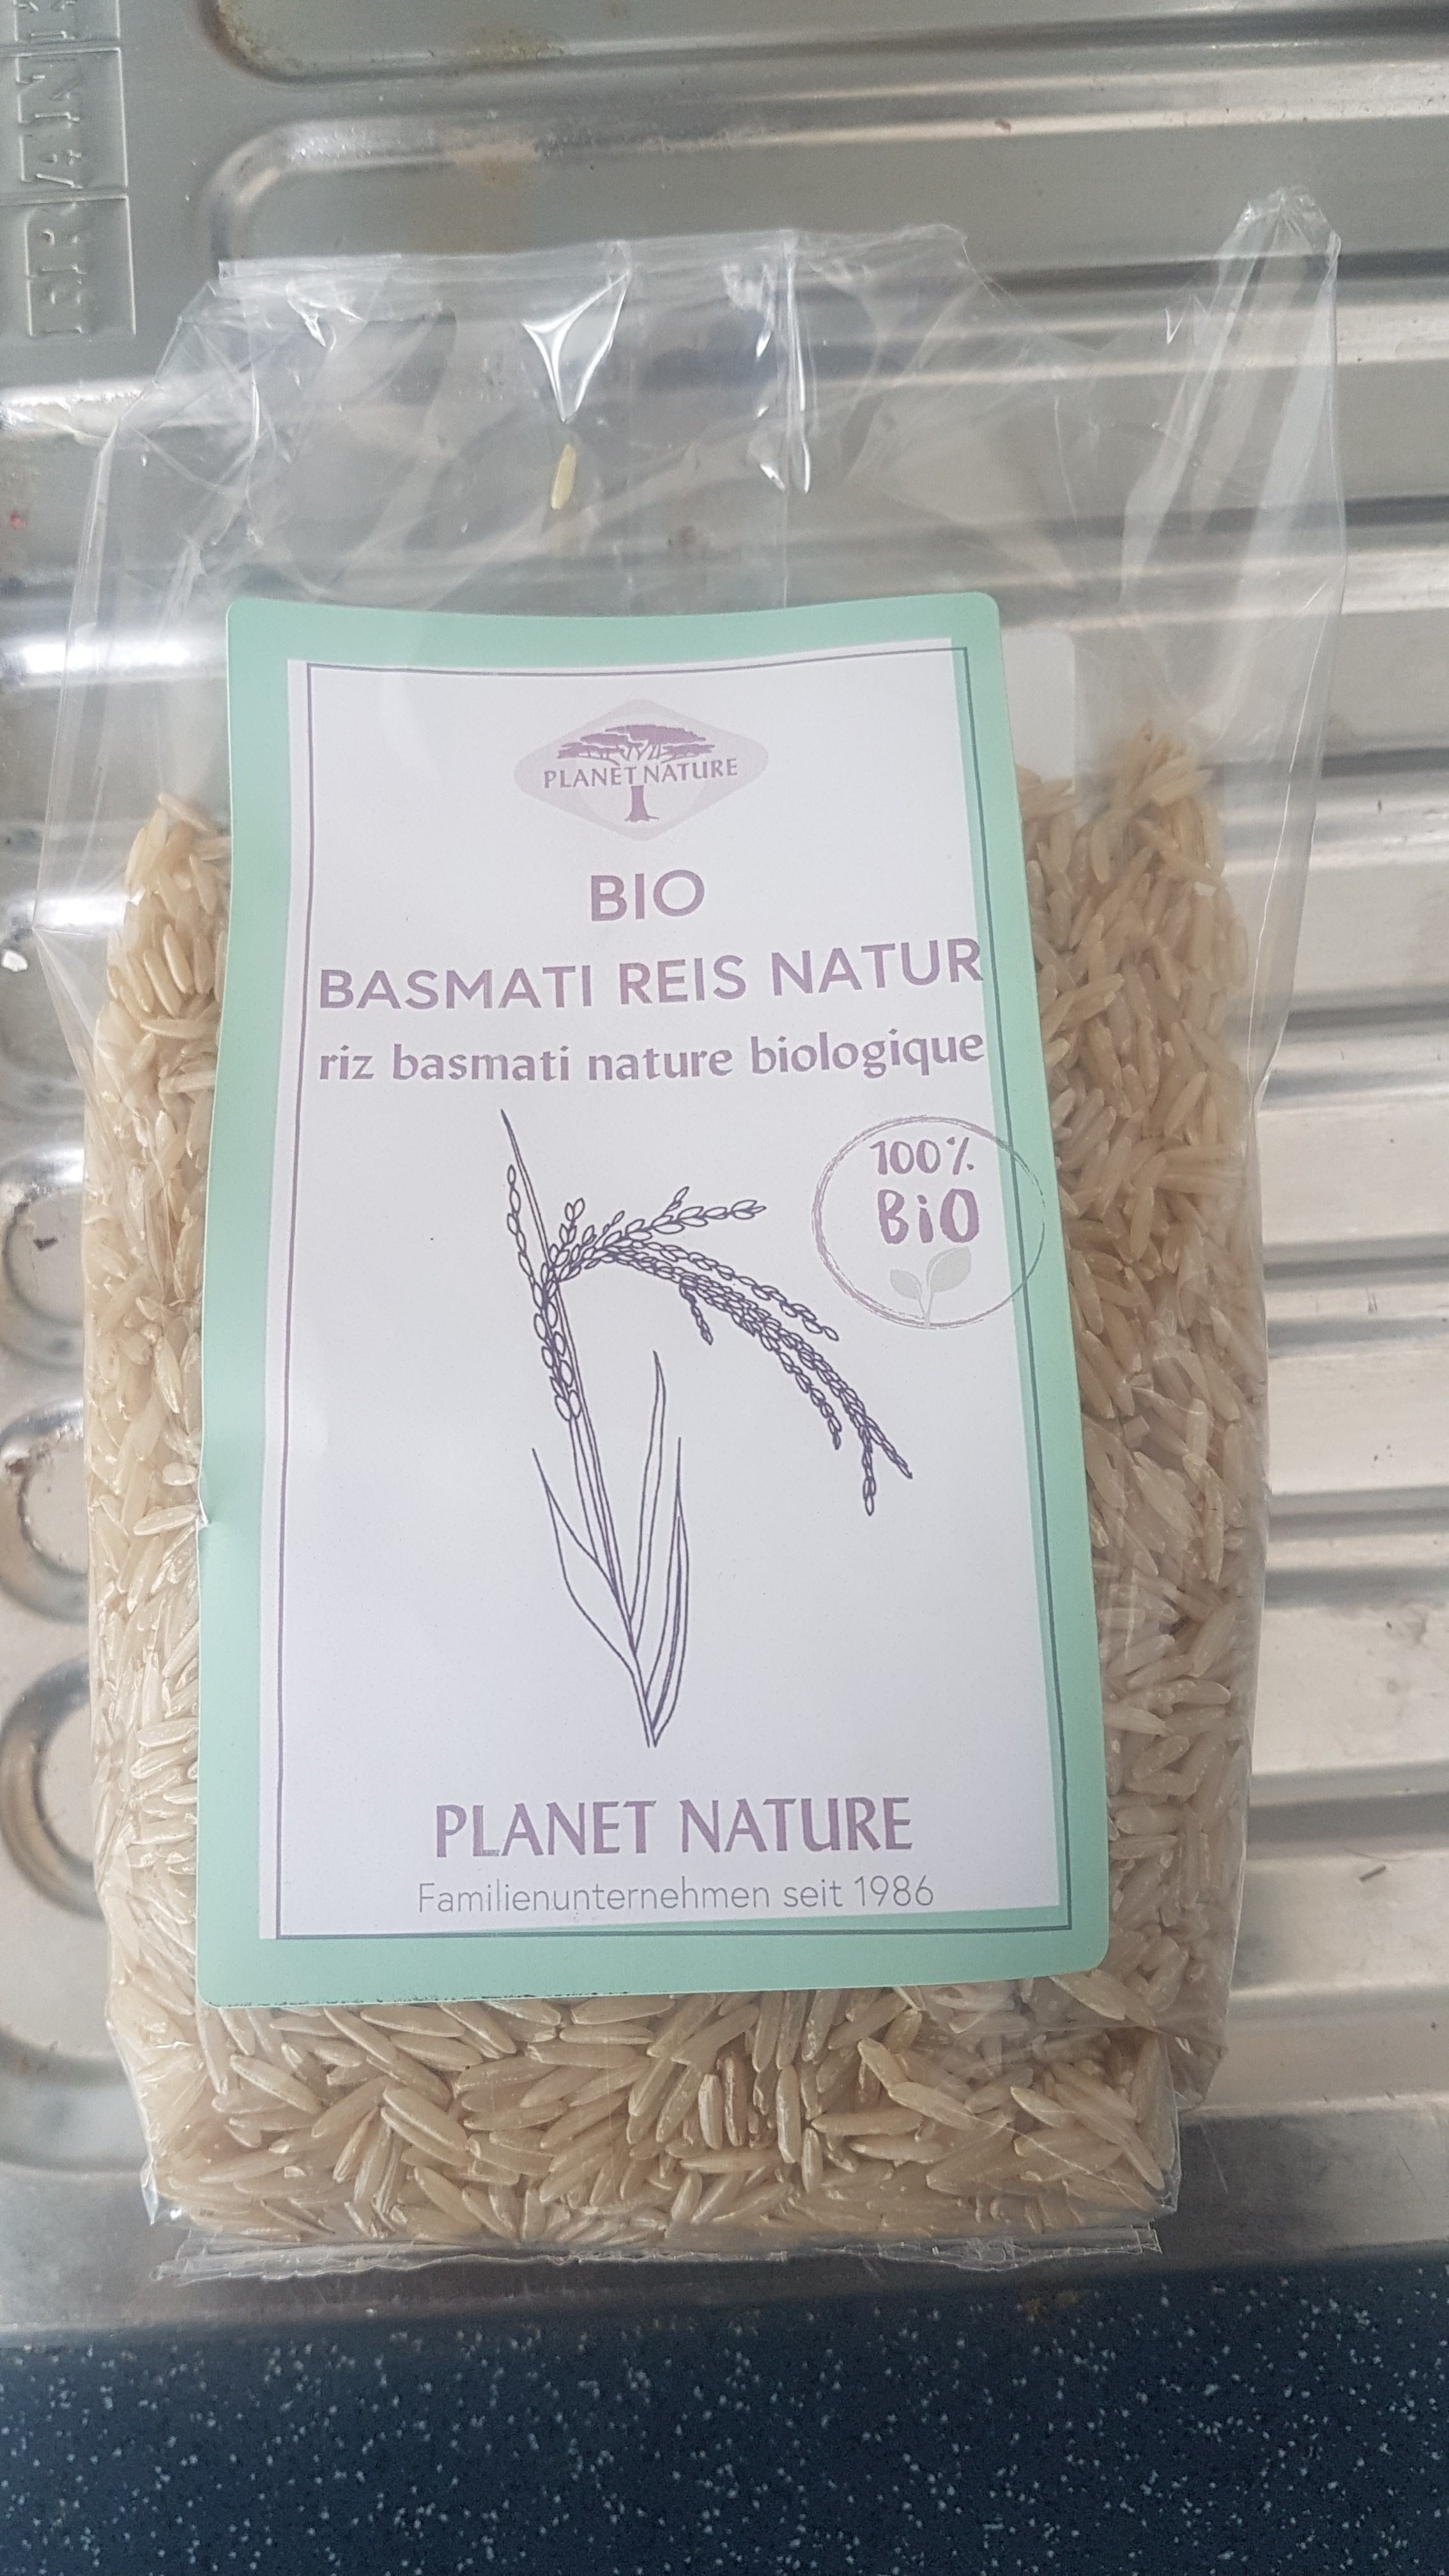 PLANET NATURE
BIO
BASMATI REIS NATUR
riz basmati nature biologique
100%
BiO
PLANET NATURE
Familienunternehmen seit 1986